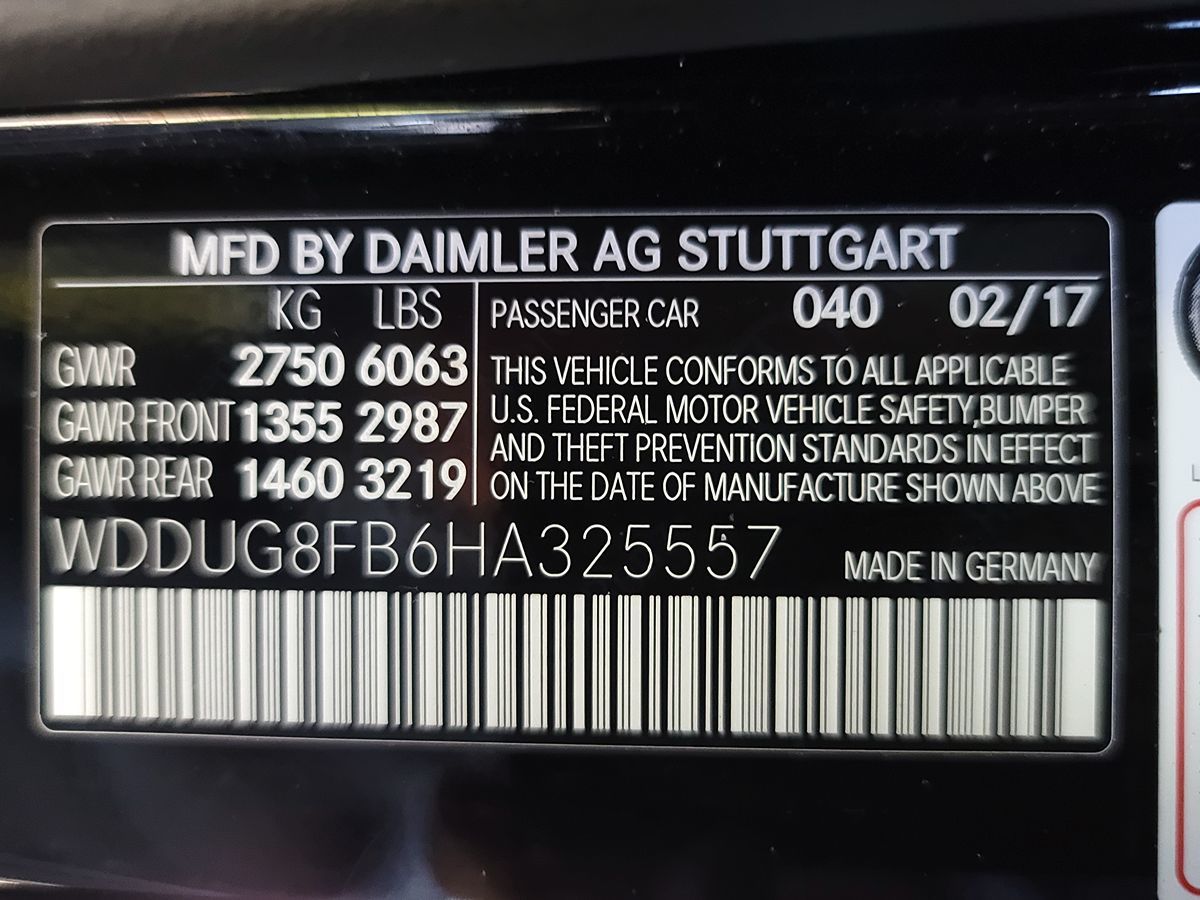 MFD BY DAIMLER AG STUTTGART
KG LBS
GVWR 2750 6063
GAWR FRONT 1355 2987
GAWR REAR 1460 3219
PASSENGER CAR 040 02/17
THIS VEHICLE CONFORMS TO ALL APPLICABLE
U.S. FEDERAL MOTOR VEHICLE SAFETY,BUMPER
AND THEFT PREVENTION STANDARDS IN EFFECT
ON THE DATE OF MANUFACTURE SHOWN ABOVE
WDDUG8FB6HA325557
MADE IN GERMANY